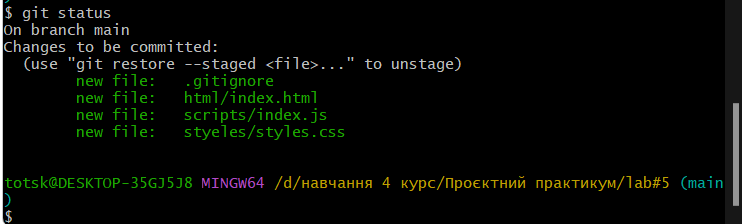 $ git status
On branch main
Changes to be committed:
  (use "git restore --staged <file>..." to unstage)
        new file:   .gitignore
        new file:   html/index.html
        new file:   scripts/index.js
        new file:   styeles/styles.css
totsk@DESKTOP-35GJ5J8 MINGW64 /d/навчання 4 курс/Проєктний практикум/lab#5 (main
)
$